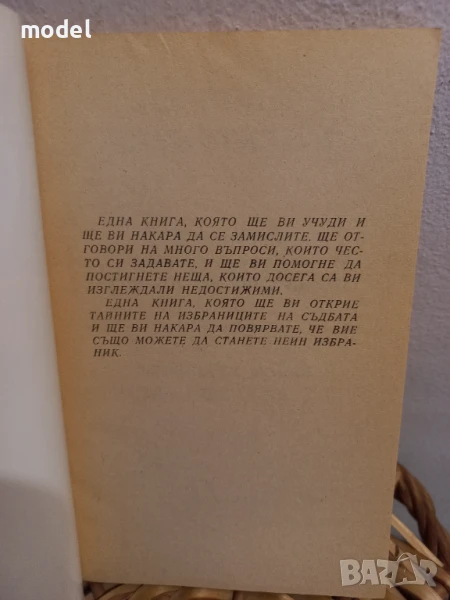 model
ЕДНА КНИГА, КОЯТО ЩЕ ВИ УЧУДИ И
ЩЕ ВИ НАКАРА ДА СЕ ЗАМИСЛИТЕ, ЩЕ ОТ-
ГОВОРИ НА МНОГО ВЪПРОСИ, КОИТО ЧЕС-
ТО СИ ЗАДАВАТЕ, И ЩЕ ВИ ПОМОГНЕ ДА
ПОСТИГНЕТЕ НЕЩА, КОИТО ДОСЕГА СА ВИ
ИЗГЛЕЖДАЛИ НЕДОСТИЖИМИ.
ЕДНА КНИГА, КОЯТО ЩЕ ВИ ОТКРИЕ
ТАЙНИТЕ НА ИЗБРАНИЦИТЕ НА СЪДБАТА
И ЩЕ ВИ НАКАРА ДА ПОВЯРВАТЕ, ЧЕ ВИЕ
СЪЩО МОЖЕТЕ ДА СТАНЕТЕ НЕИН ИЗБРА-
НИК.
BAZAR